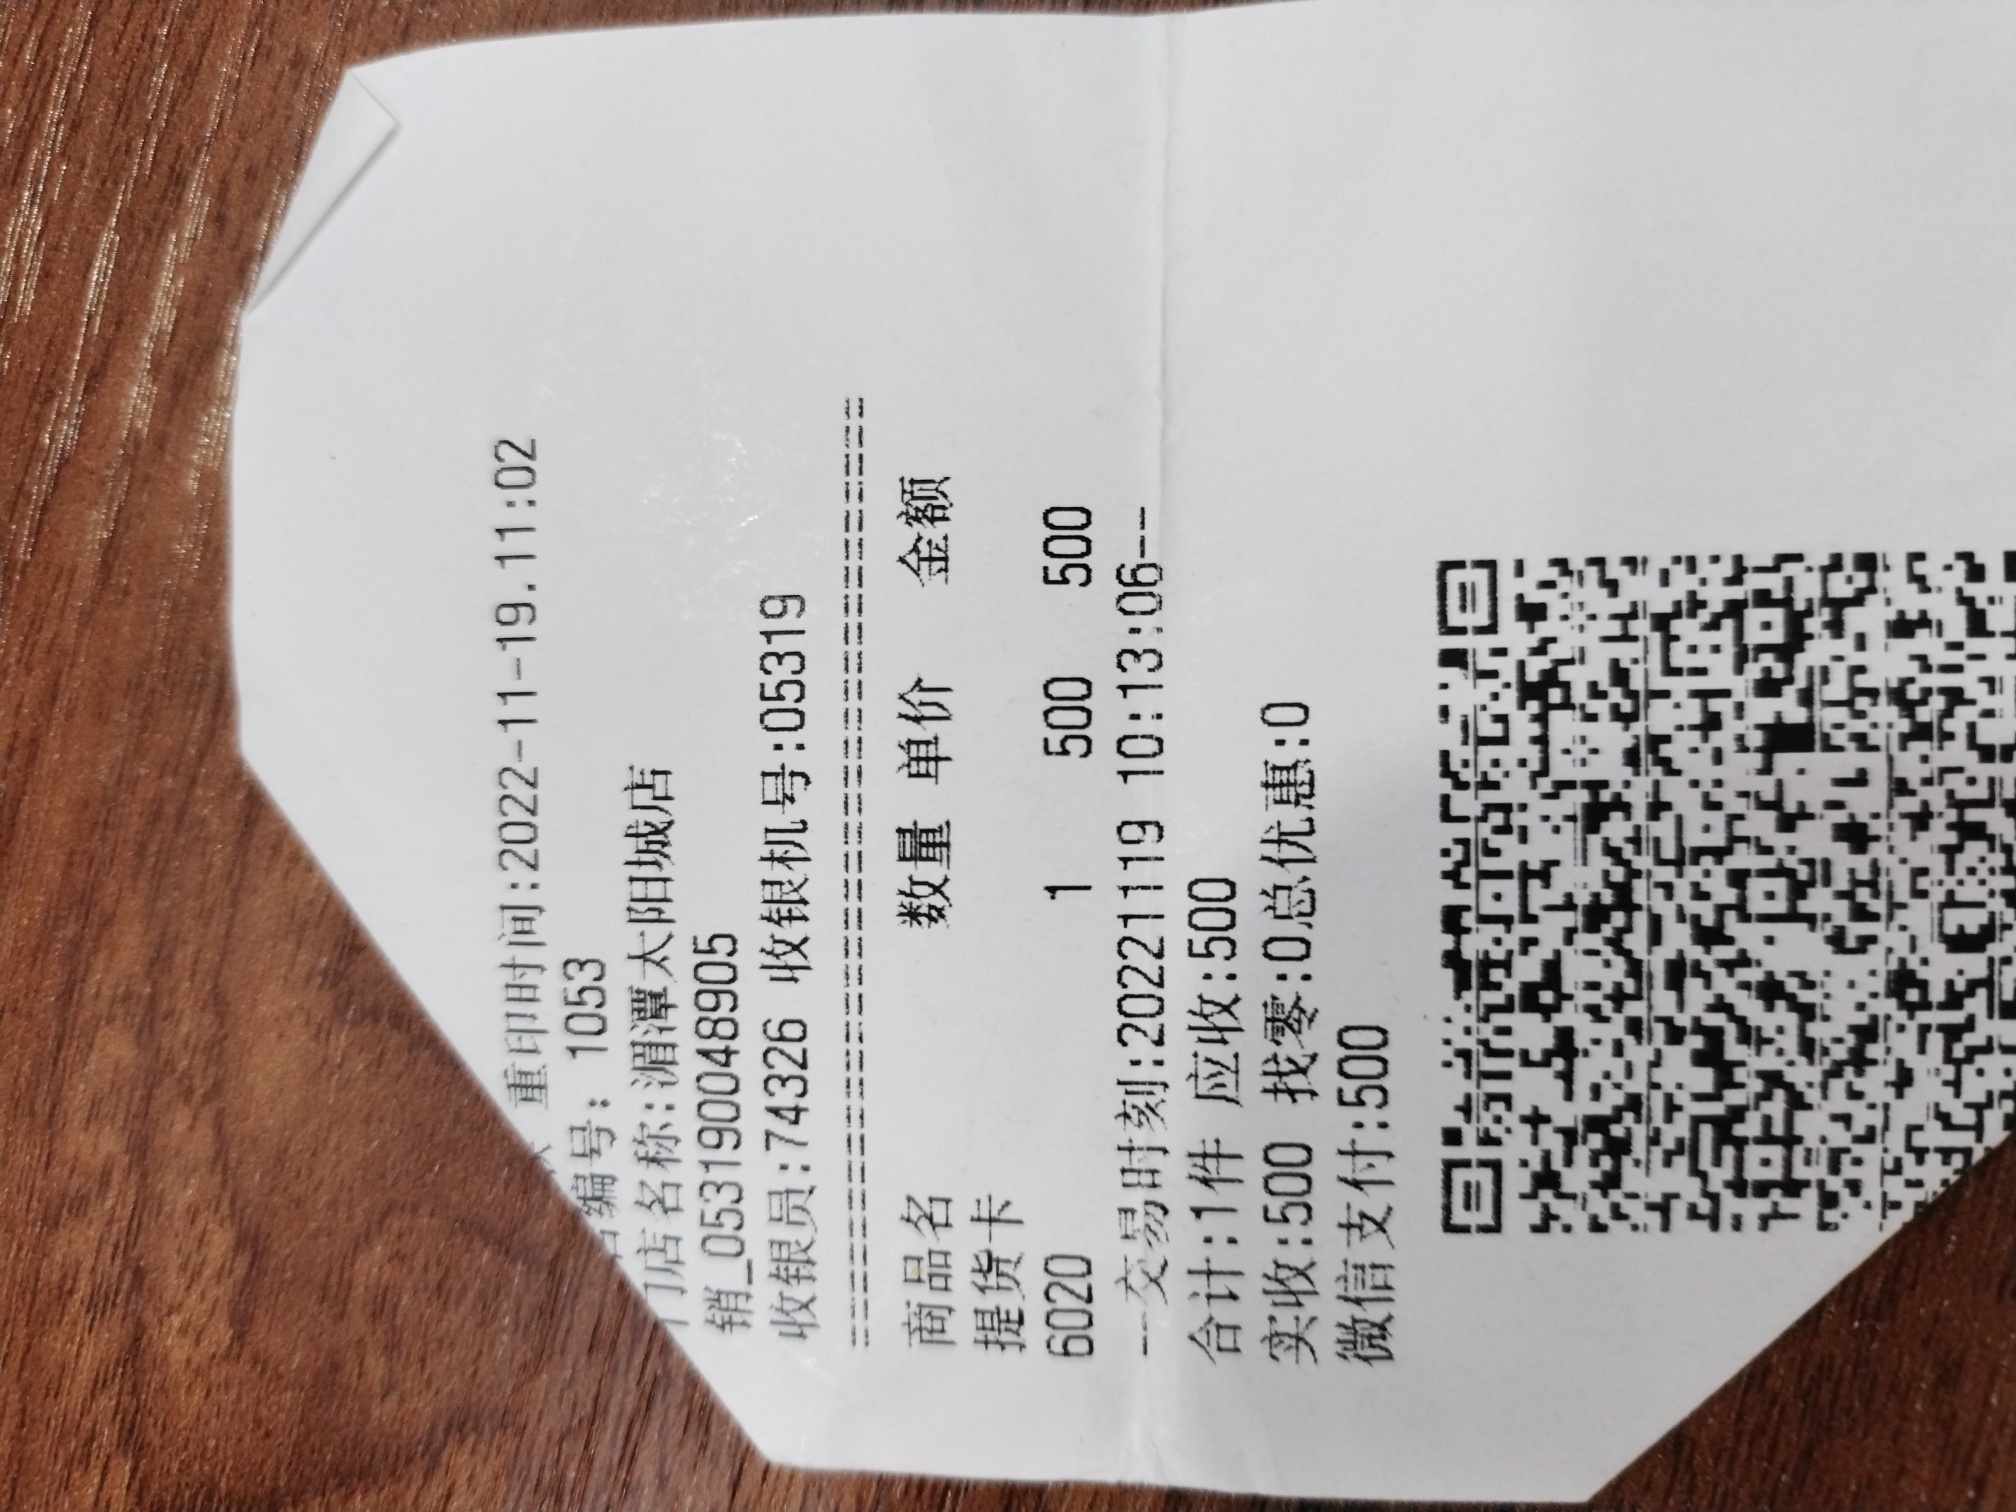 重印时间:2022-11-19.11:02
编号: 1053
门店名称:湄潭太阳城店
销_053190048905
收银员:74326 收银机号:05319
================================
商品名 数量 单价 金额
提货卡
6020 1 500 500
--交易时刻:20221119 10:13:06--
合计:1件 应收:500
实收:500 找零:0总优惠:0
微信支付:500